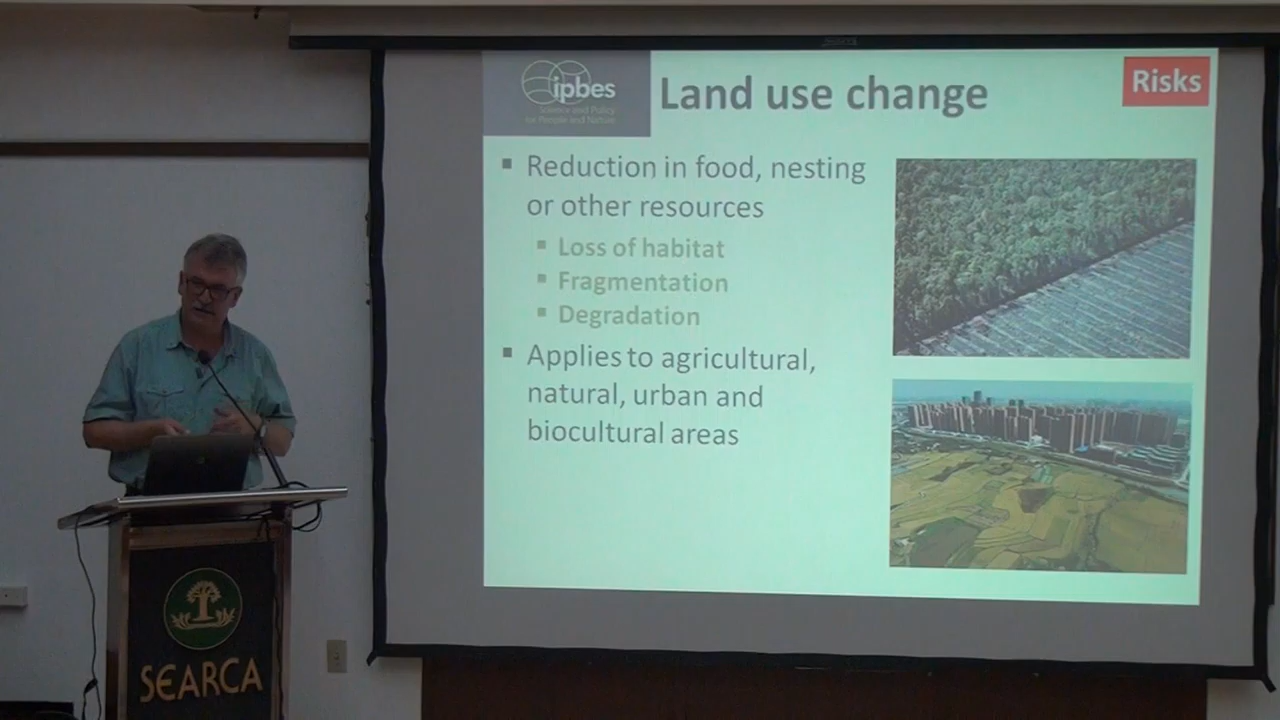 ipbes
Science and Policy
for People and Nature
Land use change
Risks
▪ Reduction in food, nesting
or other resources
▪ Loss of habitat
▪ Fragmentation
▪ Degradation
▪ Applies to agricultural,
natural, urban and
biocultural areas
SEARCA